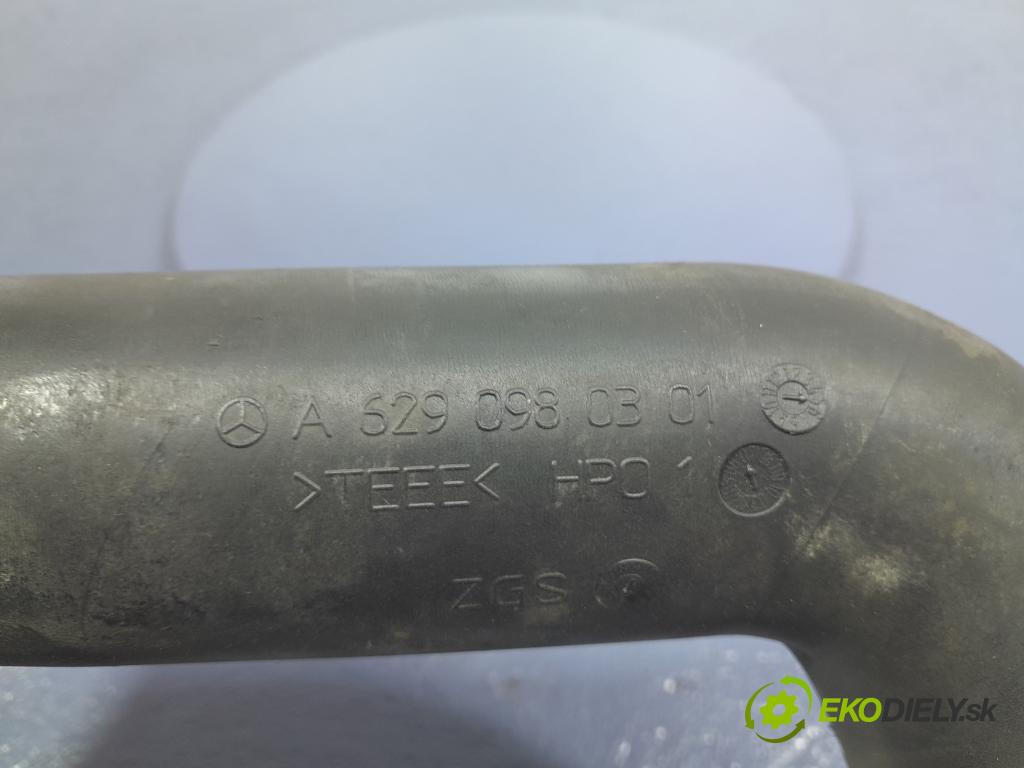 A 629 098 03 01
>TEEE< HPO 1
ZGS
EKODIELY.sk